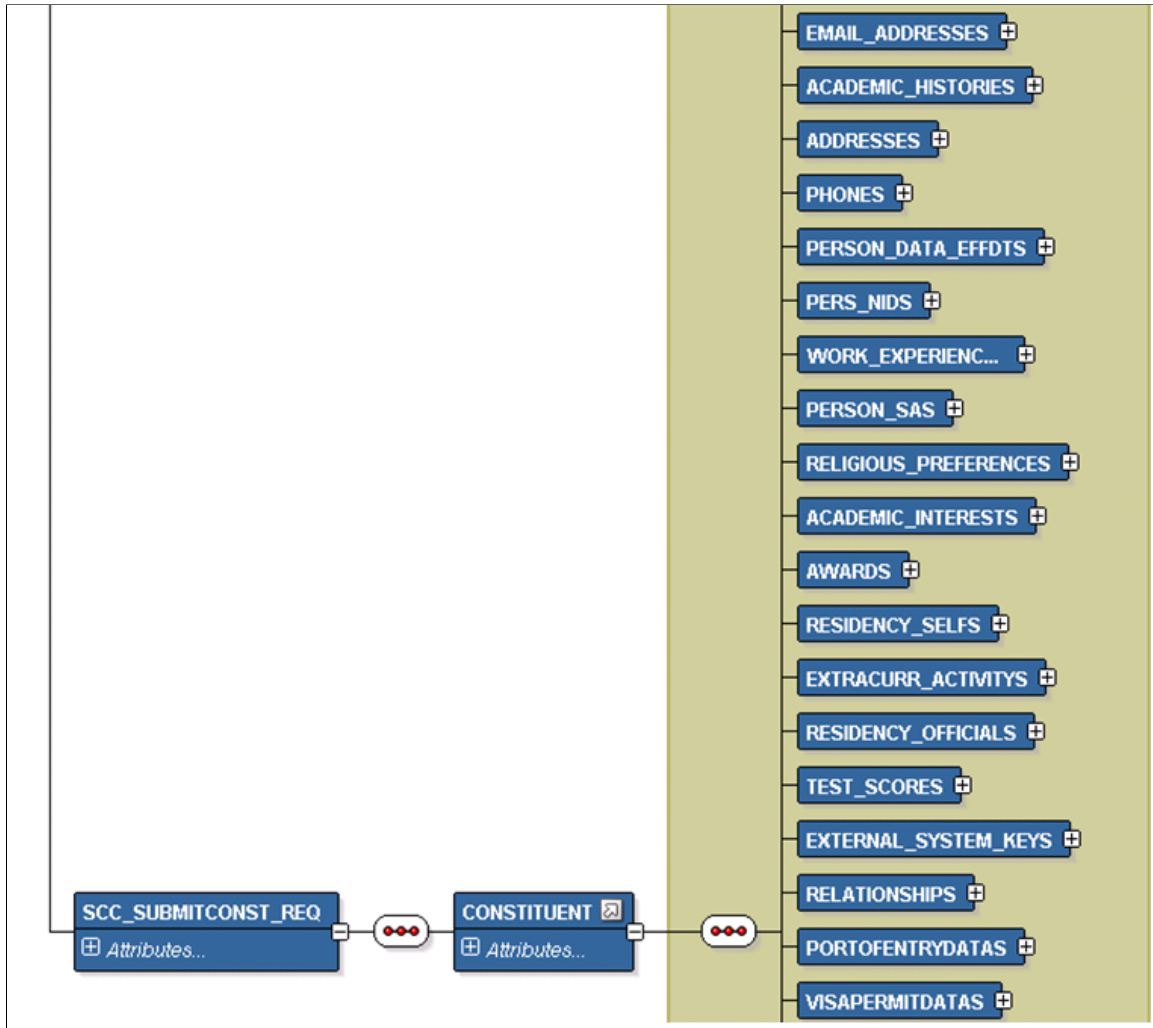 EMAIL_ADDRESSES
ACADEMIC_HISTORIES
ADDRESSES
PHONES
PERSON_DATA_EFFDTS
PERS_NIDS
WORK_EXPERIENC...
PERSON_SAS
RELIGIOUS_PREFERENCES
ACADEMIC_INTERESTS
AWARDS
RESIDENCY_SELFS
EXTRACURR_ACTIVITYS
RESIDENCY_OFFICIALS
TEST_SCORES
EXTERNAL_SYSTEM_KEYS
RELATIONSHIPS
SCC_SUBMITCONST_REQ
Attributes...
CONSTITUENT
Attributes...
PORTOFENTRYDATAS
VISAPERMITDATAS